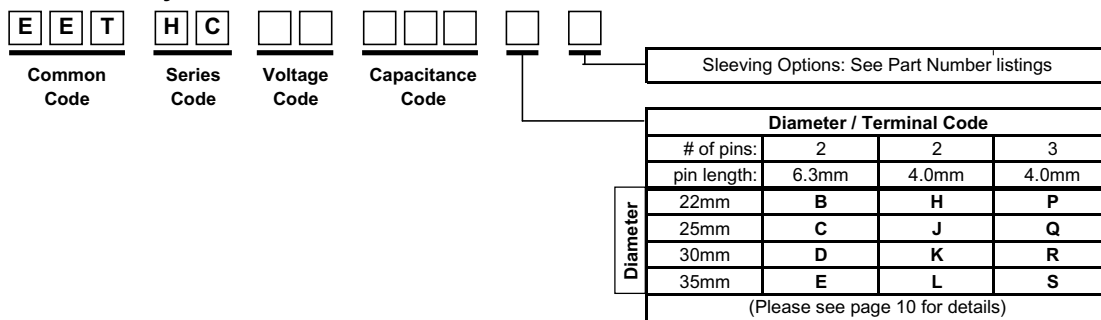 E E T H C
Common Code
Series Code
Voltage Code
Capacitance Code
Sleeving Options: See Part Number listings
Diameter / Terminal Code
# of pins: 2 2 3
pin length: 6.3mm 4.0mm 4.0mm
Diameter
22mm B H P
25mm C J Q
30mm D K R
35mm E L S
(Please see page 10 for details)